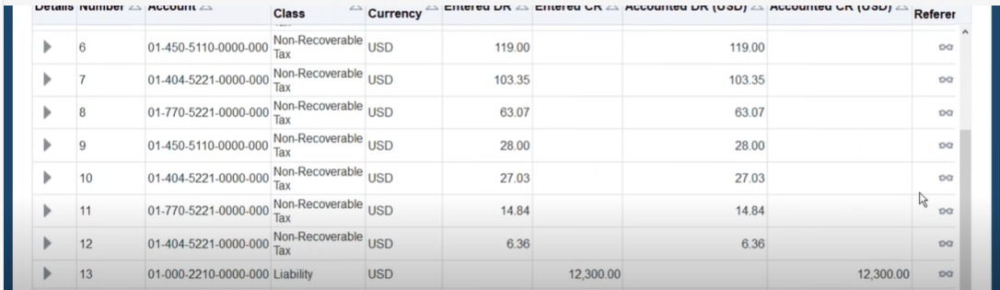 Details Number Account Class Currency Entered DR Entered CR Accounted DR (USD) Accounted CR (USD) Referer
6 01-450-5110-0000-000 Non-Recoverable Tax USD 119.00 119.00
7 01-404-5221-0000-000 Non-Recoverable Tax USD 103.35 103.35
8 01-770-5221-0000-000 Non-Recoverable Tax USD 63.07 63.07
9 01-450-5110-0000-000 Non-Recoverable Tax USD 28.00 28.00
10 01-404-5221-0000-000 Non-Recoverable Tax USD 27.03 27.03
11 01-770-5221-0000-000 Non-Recoverable Tax USD 14.84 14.84
12 01-404-5221-0000-000 Non-Recoverable Tax USD 6.36 6.36
13 01-000-2210-0000-000 Liability USD 12,300.00 12,300.00